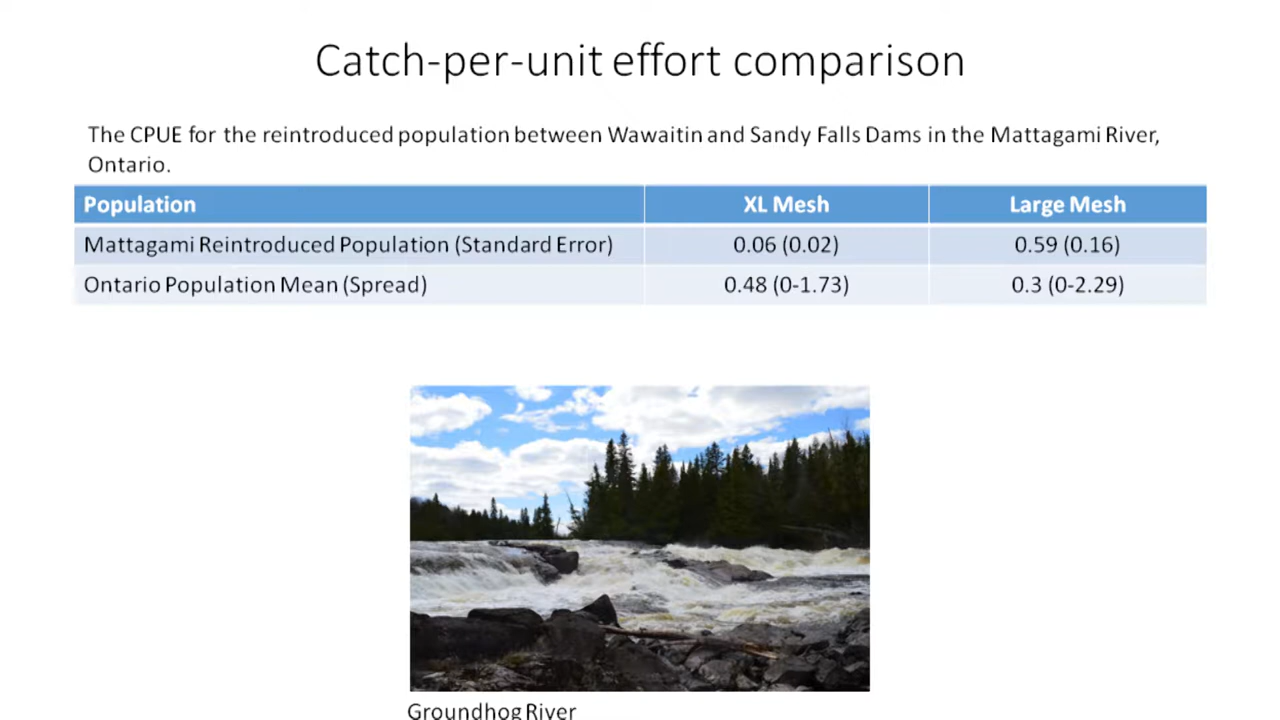 Catch-per-unit effort comparison
The CPUE for the reintroduced population between Wawaitin and Sandy Falls Dams in the Mattagami River,
Ontario.
Population XL Mesh Large Mesh
Mattagami Reintroduced Population (Standard Error) 0.06 (0.02) 0.59 (0.16)
Ontario Population Mean (Spread) 0.48 (0-1.73) 0.3 (0-2.29)
Groundhog River